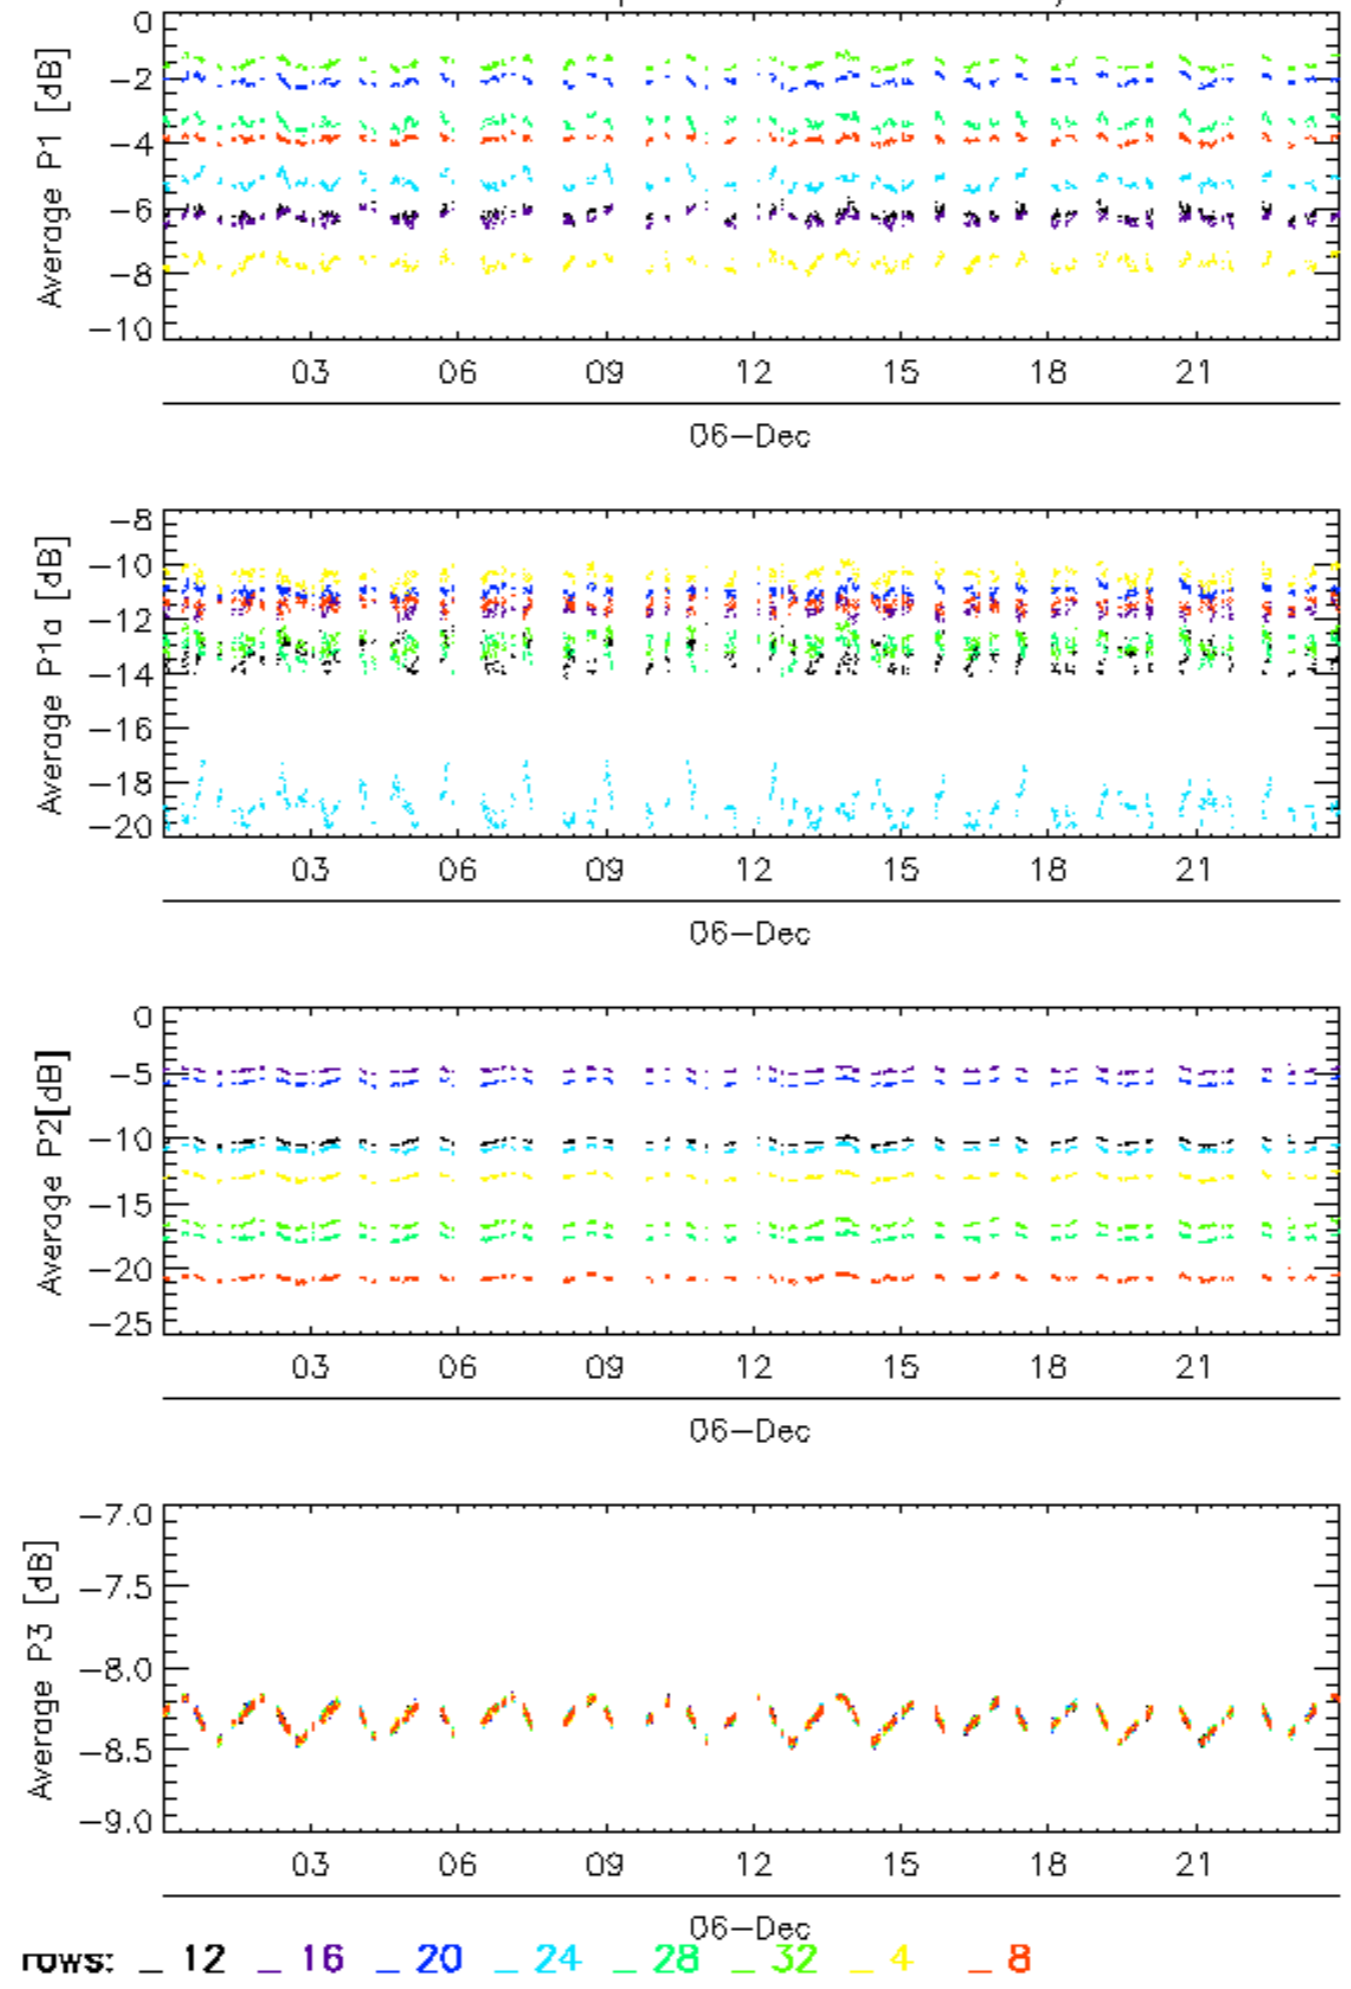 Average P1 [dB]
0
−2
−4
−6
−8
−10
03 06 09 12 15 18 21
06−Dec
Average P1a [dB]
−8
−10
−12
−14
−16
−18
−20
03 06 09 12 15 18 21
06−Dec
Average P2[dB]
0
−5
−10
−15
−20
−25
03 06 09 12 15 18 21
06−Dec
Average P3 [dB]
−7.0
−7.5
−8.0
−8.5
−9.0
03 06 09 12 15 18 21
06−Dec
rows: _ 12 _ 16 _ 20 _ 24 _ 28 _ 32 _ 4 _ 8